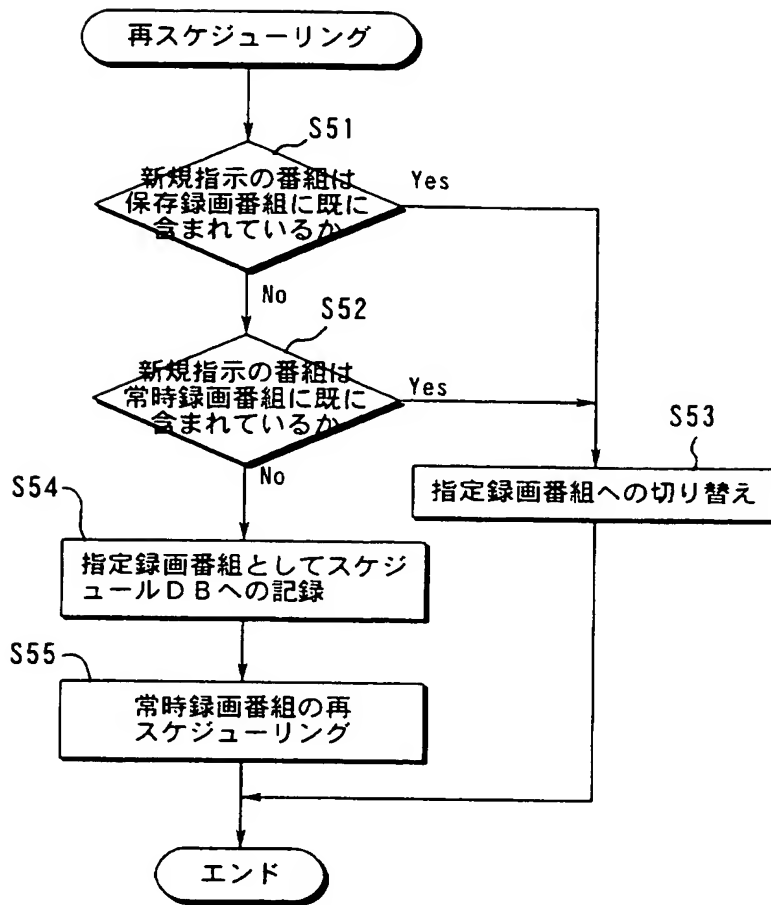 再スケジューリング
S51
新規指示の番組は
保存録画番組に既に
含まれているか
Yes
No
S52
新規指示の番組は
常時録画番組に既に
含まれているか
Yes
No
S53
指定録画番組への切り替え
S54
指定録画番組としてスケジ
ュールDBへの記録
S55
常時録画番組の再
スケジューリング
エンド